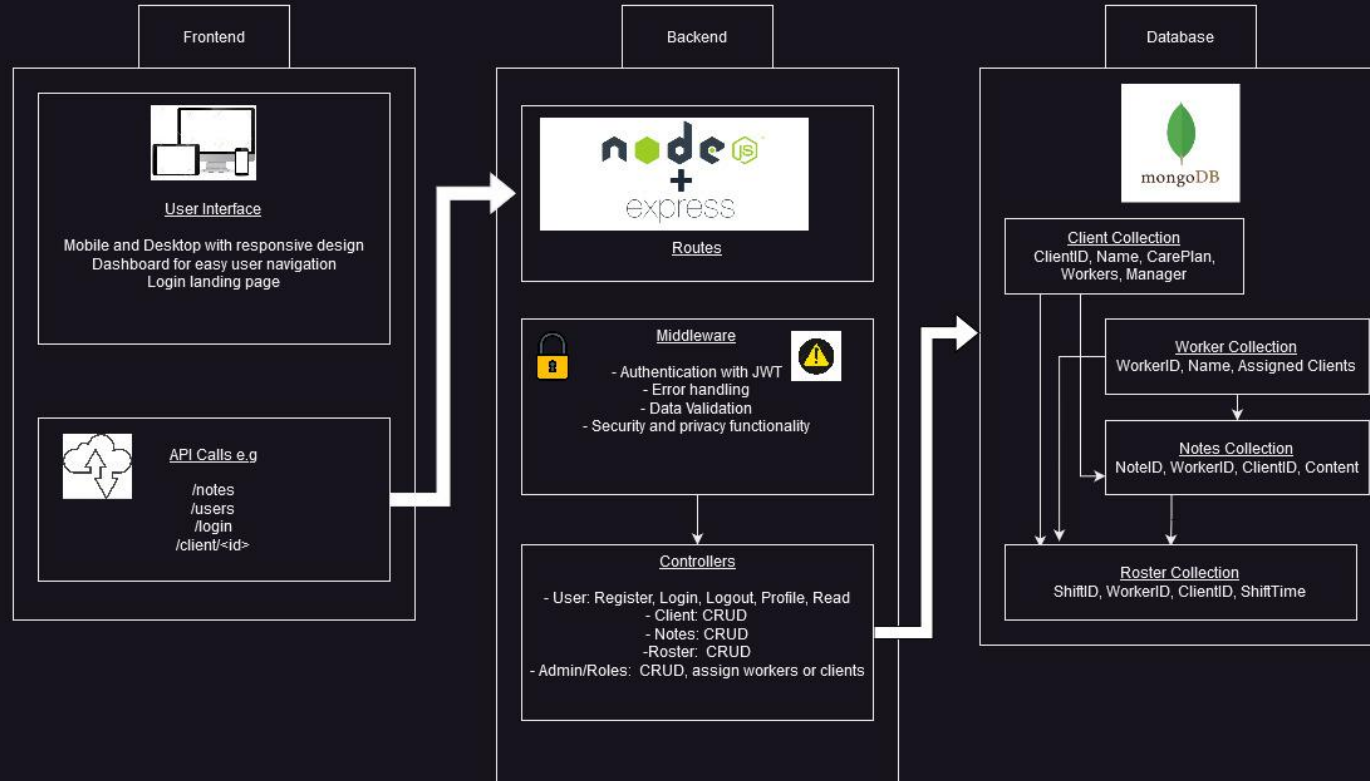 Frontend
User Interface
Mobile and Desktop with responsive design
Dashboard for easy user navigation
Login landing page
API Calls e.g
/notes
/users
/login
/client/<id>
Backend
node JS
+
express
Routes
Middleware
- Authentication with JWT
- Error handling
- Data Validation
- Security and privacy functionality
Controllers
- User: Register, Login, Logout, Profile, Read
- Client: CRUD
- Notes: CRUD
-Roster: CRUD
- Admin/Roles: CRUD, assign workers or clients
Database
mongoDB
Client Collection
ClientID, Name, CarePlan,
Workers, Manager
Worker Collection
WorkerID, Name, Assigned Clients
Notes Collection
NoteID, WorkerID, ClientID, Content
Roster Collection
ShiftID, WorkerID, ClientID, ShiftTime